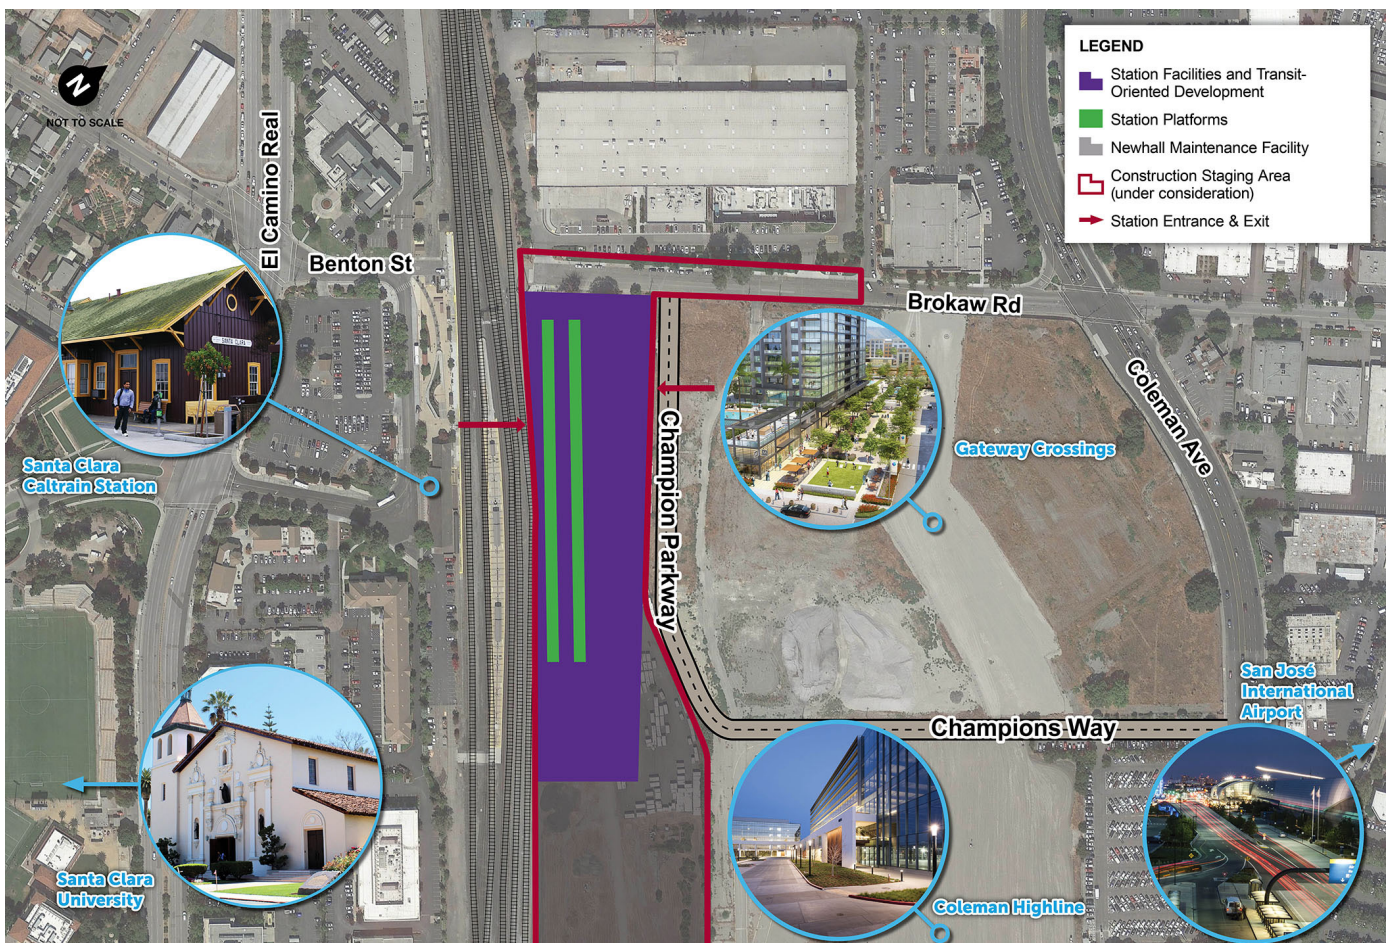 LEGEND
Station Facilities and Transit-
Oriented Development
Station Platforms
Newhall Maintenance Facility
Construction Staging Area
(under consideration)
Station Entrance & Exit
N
NOT TO SCALE
El Camino Real
Benton St
Brokaw Rd
Coleman Ave
SANTA CLARA
Santa Clara
Caltrain Station
Champion Parkway
Gateway Crossings
San José
International
Airport
Champions Way
Santa Clara
University
Coleman Highline